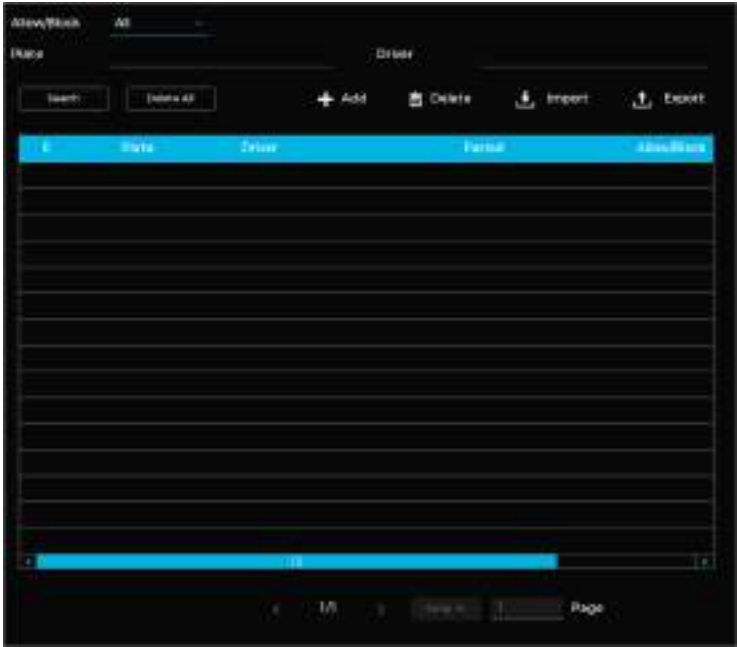 Allow/Block All
Plate Driver
Search Delete All Add Delete Import Export
Plate Driver Period Allow/Block
1/1 1 Page